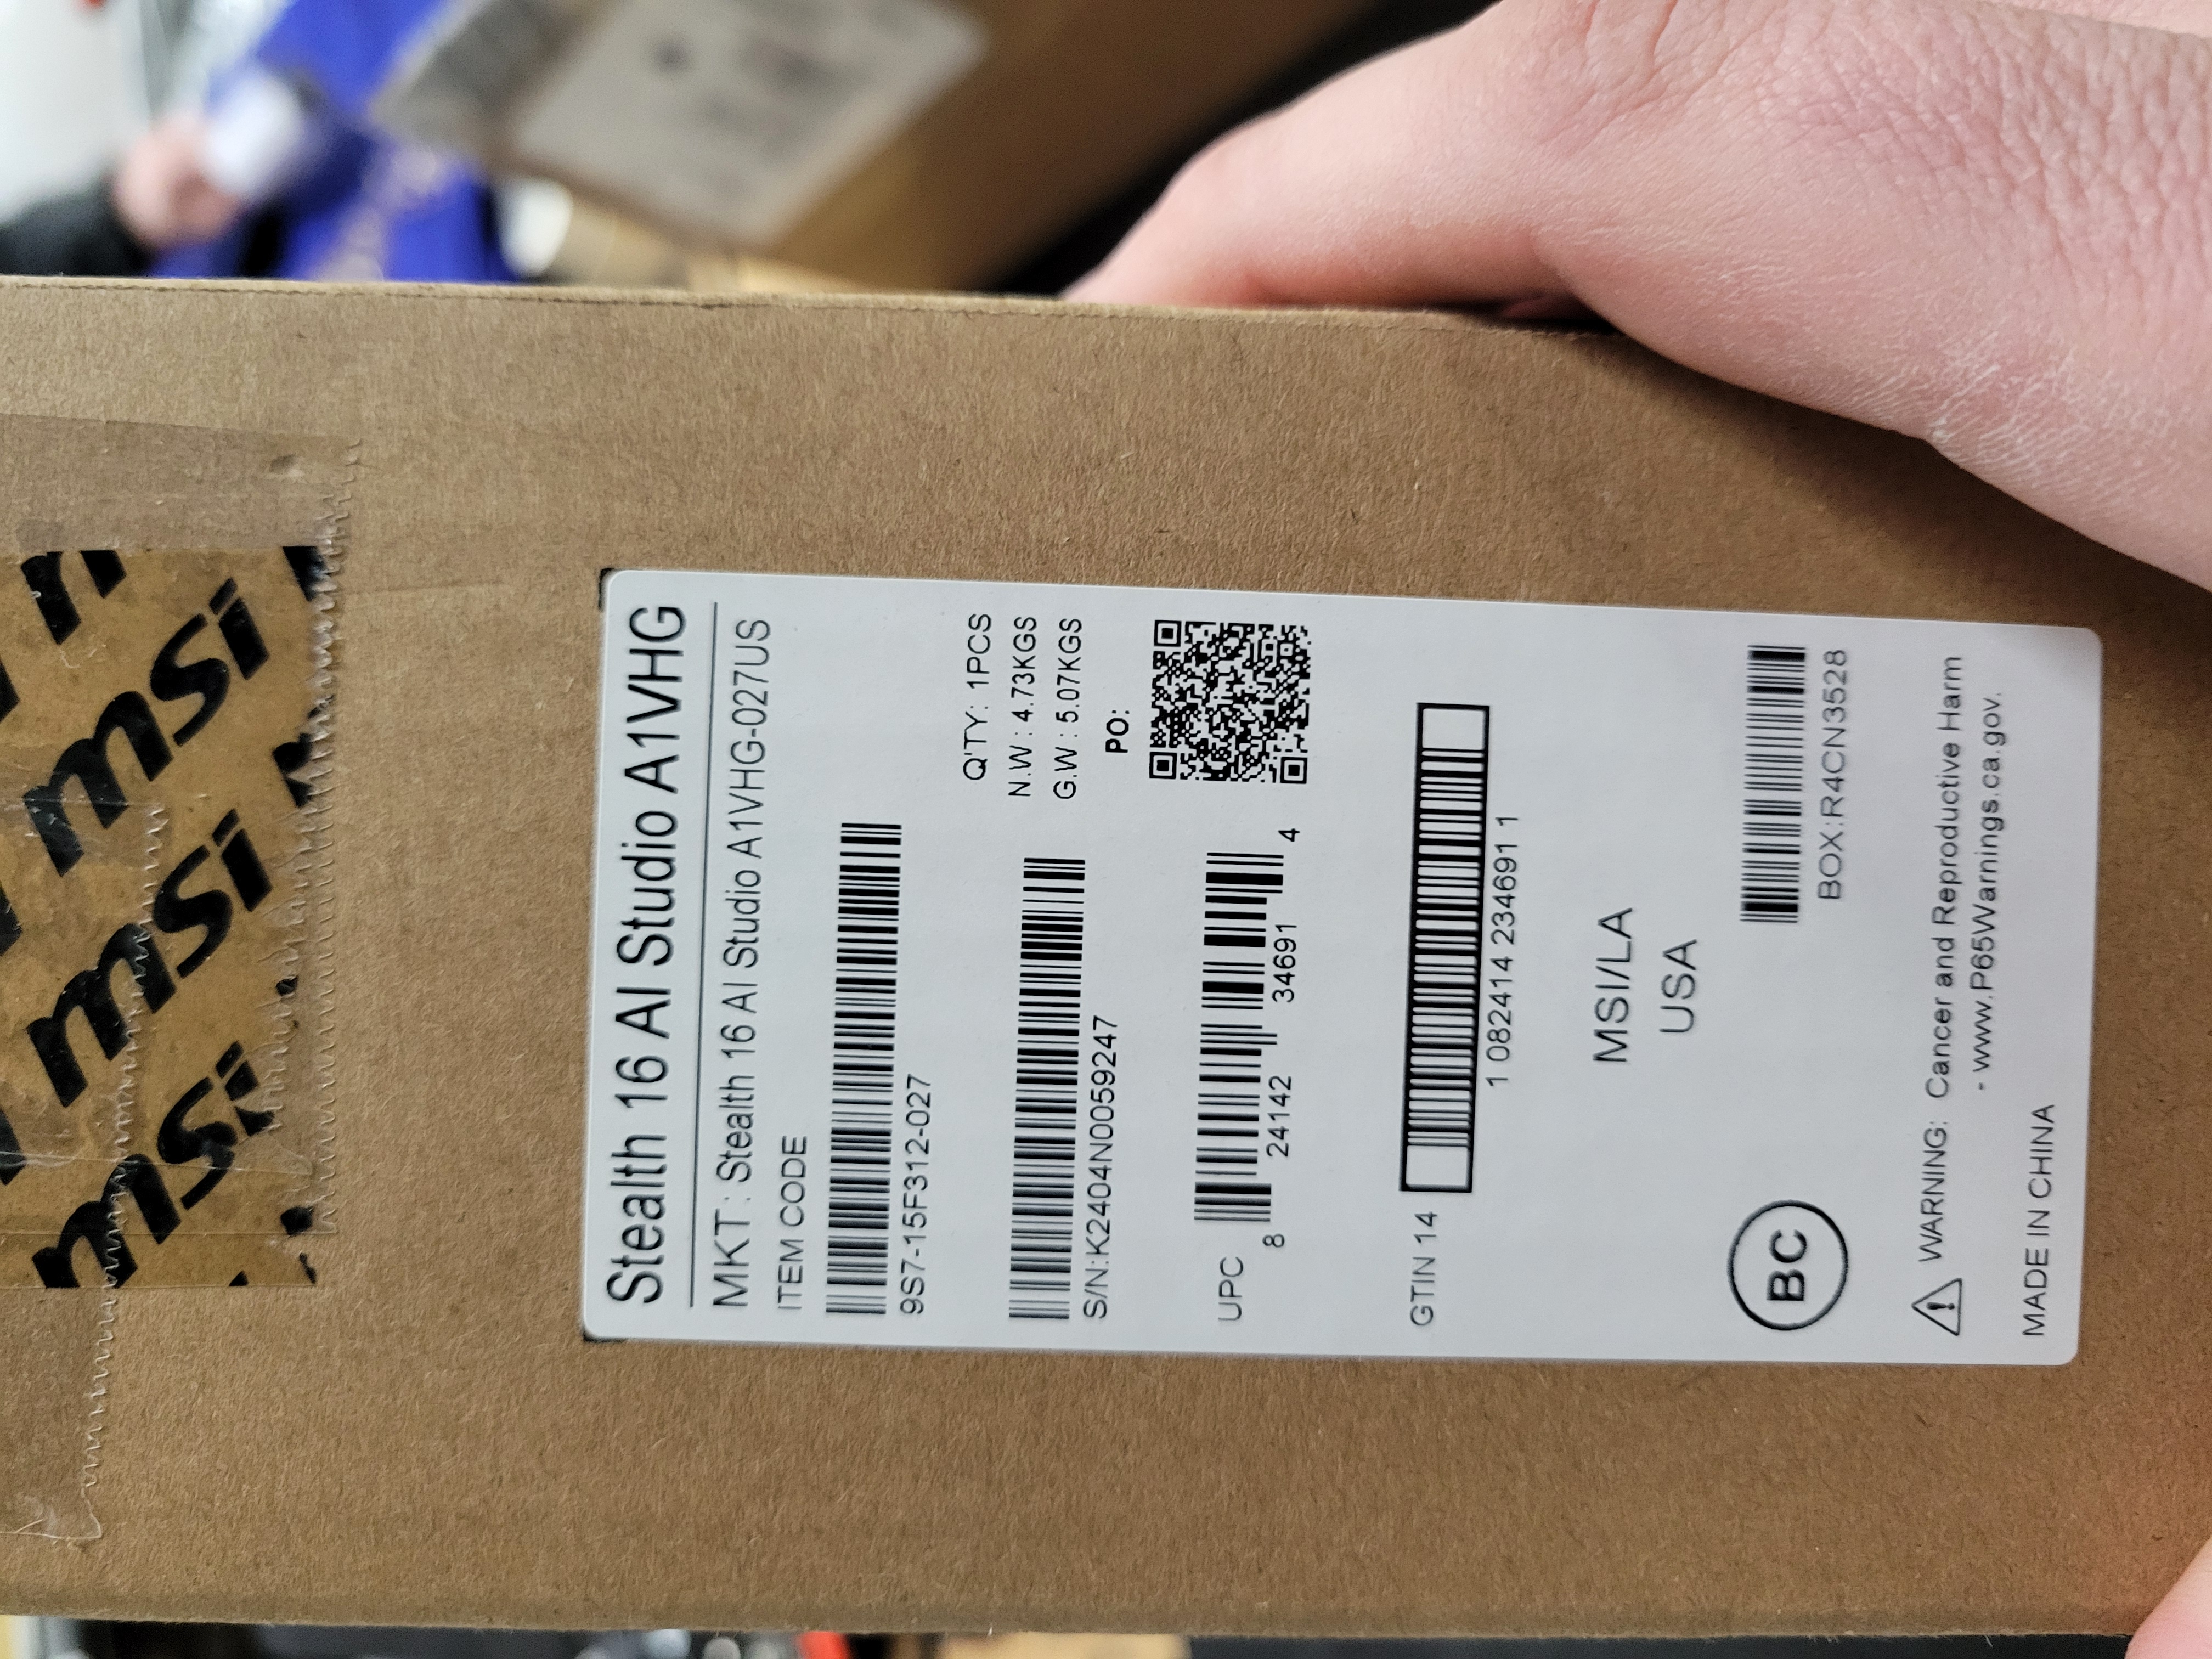 msi
msi
msi
Stealth 16 AI Studio A1VHG
MKT : Stealth 16 AI Studio A1VHG-027US
ITEM CODE
9S7-15F312-027
Q'TY: 1PCS
N.W : 4.73KGS
G.W : 5.07KGS
S/N:K2404N0059247
PO:
UPC
8 24142 34691 4
GTIN 14
1 082414 234691 1
MSI/LA
USA
BC
BOX:R4CN3528
WARNING: Cancer and Reproductive Harm
- www.P65Warnings.ca.gov.
MADE IN CHINA